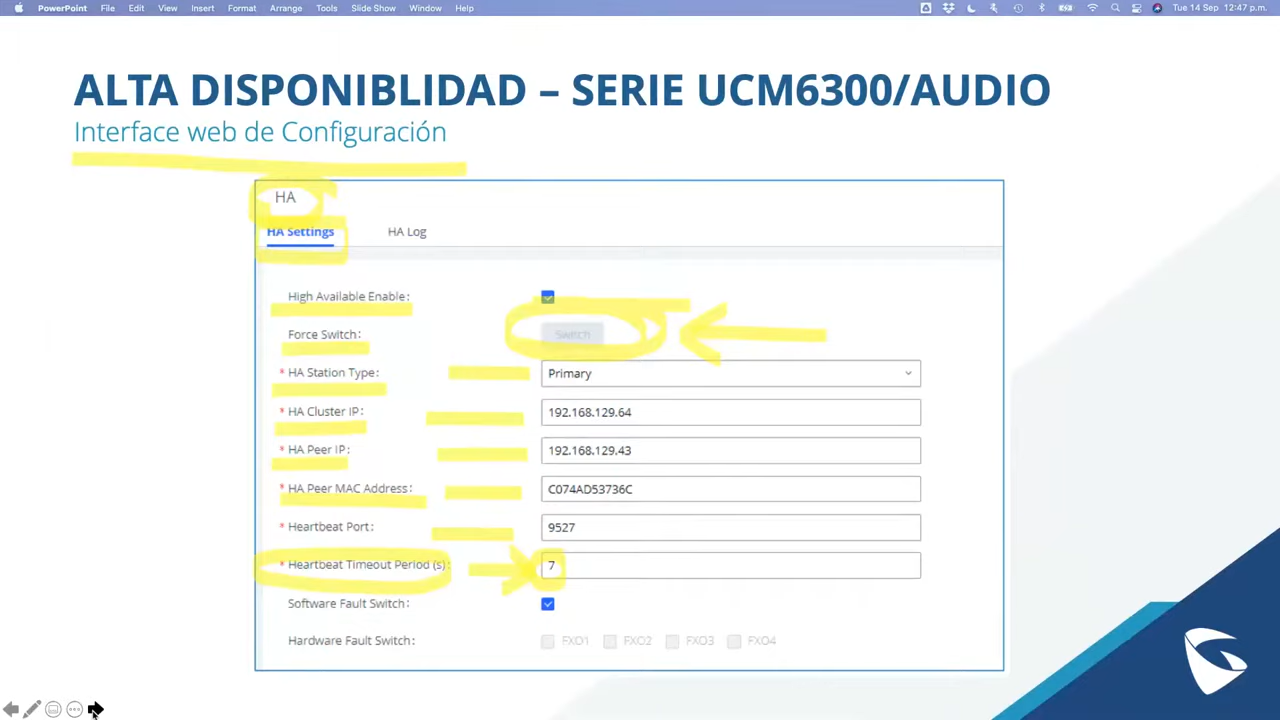 PowerPoint File Edit View Insert Format Arrange Tools Slide Show Window Help Tue 14 Sep 12:47 p.m.
ALTA DISPONIBLIDAD – SERIE UCM6300/AUDIO
Interface web de Configuración
HA
HA Settings HA Log
High Available Enable:
Force Switch: Switch
* HA Station Type: Primary
* HA Cluster IP: 192.168.129.64
* HA Peer IP: 192.168.129.43
* HA Peer MAC Address: C074AD53736C
* Heartbeat Port: 9527
* Heartbeat Timeout Period (s): 7
Software Fault Switch:
Hardware Fault Switch: FXO1 FXO2 FXO3 FXO4